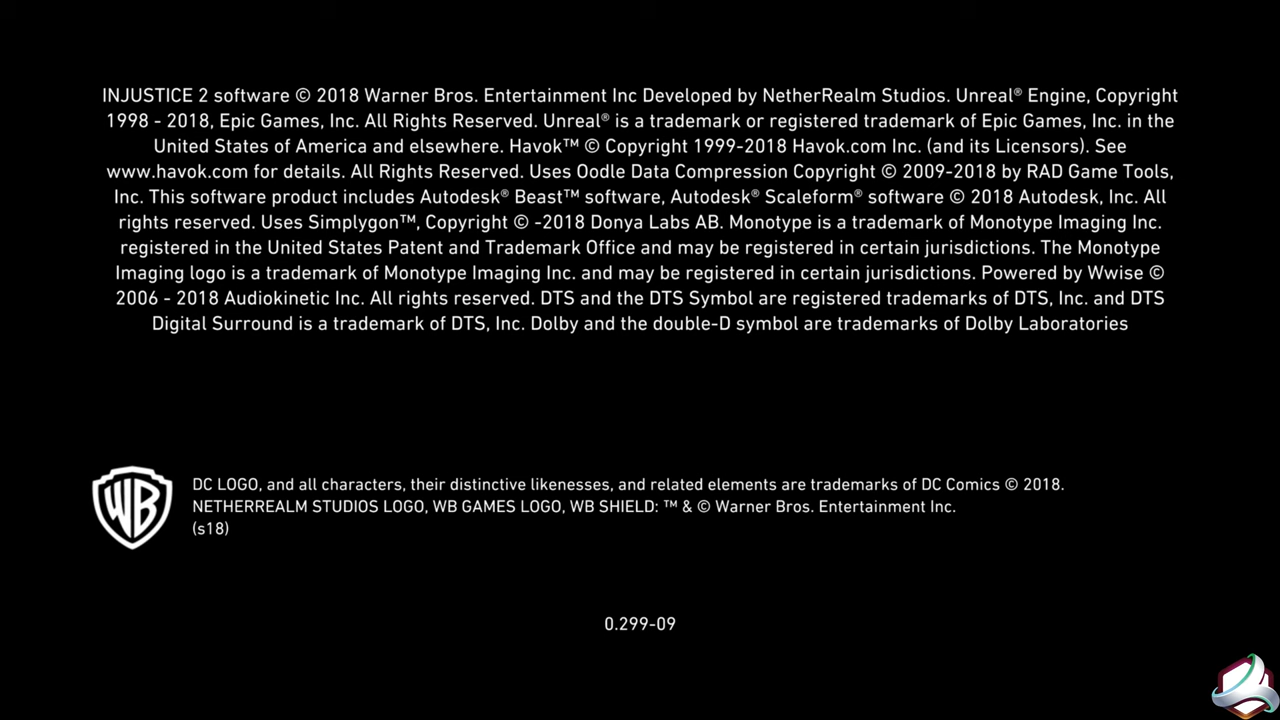 INJUSTICE 2 software © 2018 Warner Bros. Entertainment Inc Developed by NetherRealm Studios. Unreal® Engine, Copyright
1998 - 2018, Epic Games, Inc. All Rights Reserved. Unreal® is a trademark or registered trademark of Epic Games, Inc. in the
United States of America and elsewhere. Havok™ © Copyright 1999-2018 Havok.com Inc. (and its Licensors). See
www.havok.com for details. All Rights Reserved. Uses Oodle Data Compression Copyright © 2009-2018 by RAD Game Tools,
Inc. This software product includes Autodesk® Beast™ software, Autodesk® Scaleform® software © 2018 Autodesk, Inc. All
rights reserved. Uses Simplygon™, Copyright © -2018 Donya Labs AB. Monotype is a trademark of Monotype Imaging Inc.
registered in the United States Patent and Trademark Office and may be registered in certain jurisdictions. The Monotype
Imaging logo is a trademark of Monotype Imaging Inc. and may be registered in certain jurisdictions. Powered by Wwise ©
2006 - 2018 Audiokinetic Inc. All rights reserved. DTS and the DTS Symbol are registered trademarks of DTS, Inc. and DTS
Digital Surround is a trademark of DTS, Inc. Dolby and the double-D symbol are trademarks of Dolby Laboratories
WB
DC LOGO, and all characters, their distinctive likenesses, and related elements are trademarks of DC Comics © 2018.
NETHERREALM STUDIOS LOGO, WB GAMES LOGO, WB SHIELD: ™ & © Warner Bros. Entertainment Inc.
(s18)
0.299-09